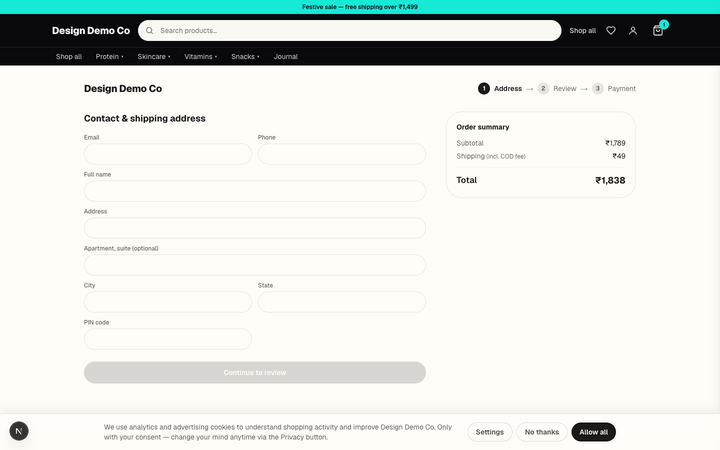 Festive sale — free shipping over ₹1,499
Design Demo Co
Search products...
Shop all
1
Shop all
Protein
Skincare
Vitamins
Snacks
Journal
Design Demo Co
1 Address → 2 Review → 3 Payment
Contact & shipping address
Email
Phone
Full name
Address
Apartment, suite (optional)
City
State
PIN code
Continue to review
Order summary
Subtotal ₹1,789
Shipping (incl. COD fee) ₹49
Total ₹1,838
We use analytics and advertising cookies to understand shopping activity and improve Design Demo Co. Only
with your consent — change your mind anytime via the Privacy button.
Settings
No thanks
Allow all
N